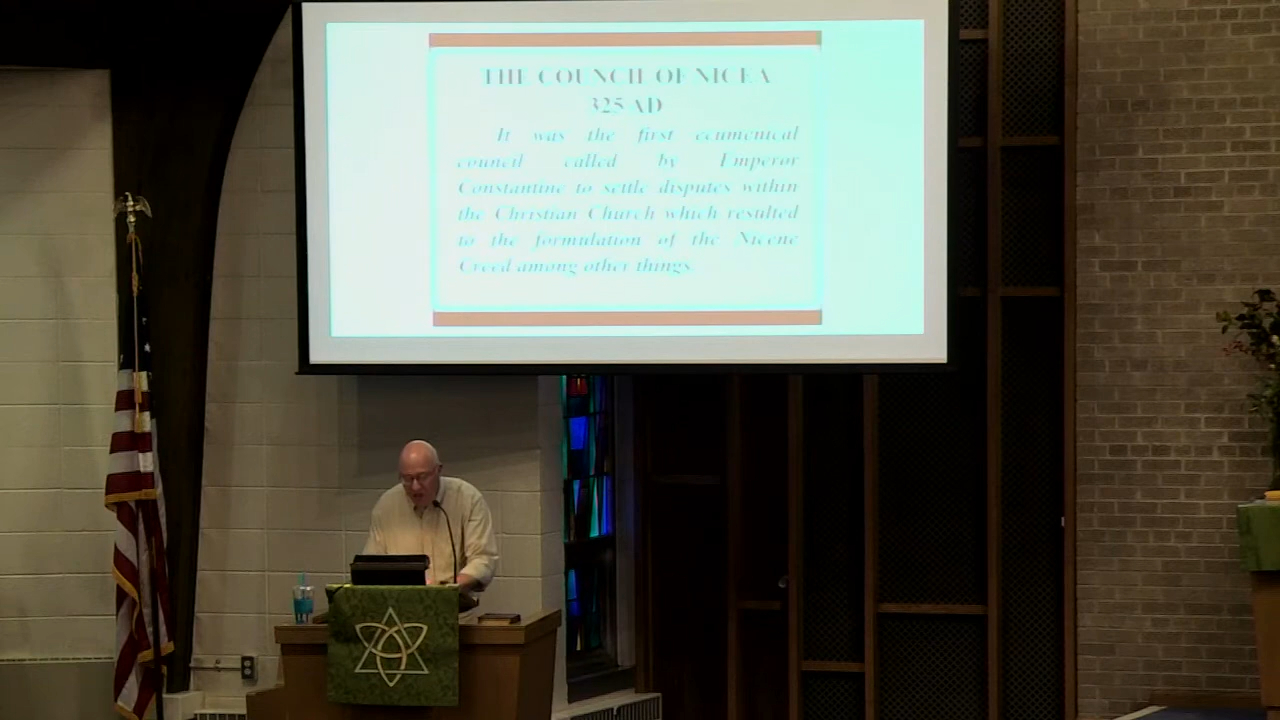 THE COUNCIL OF NICEA
325 AD
It was the first ecumenical
council called by Emperor
Constantine to settle disputes within
the Christian Church which resulted
to the formulation of the Nicene
Creed among other things.